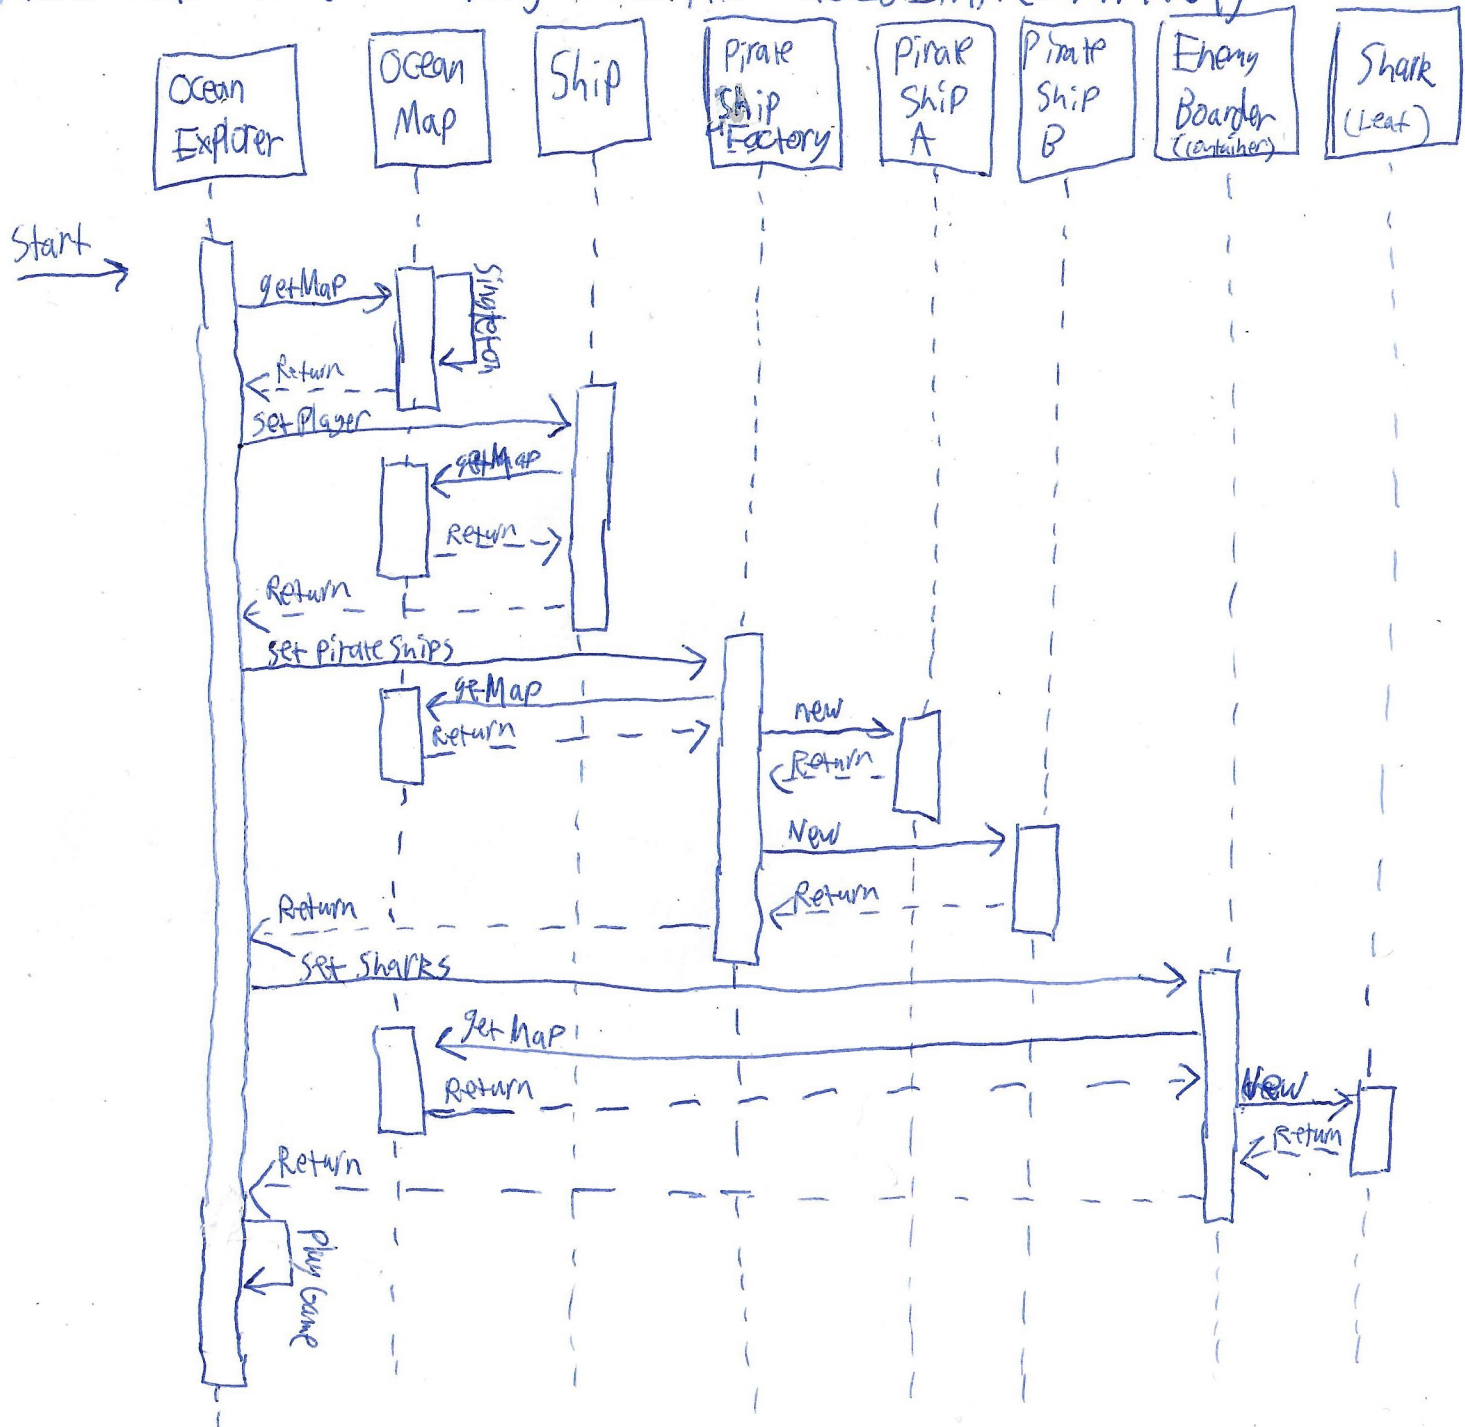 Ocean
Explorer
Ocean
Map
Ship
Pirate
Ship
Factory
Pirate
Ship
A
Pirate
Ship
B
Enemy
Boarder
(container)
Shark
(Leaf)
Start
getMap
Singleton
Return
set Player
getMap
Return
Return
set pirate Ships
getMap
Return
new
Return
New
Return
Return
set Sharks
getMap
Return
New
Return
Return
Play Game